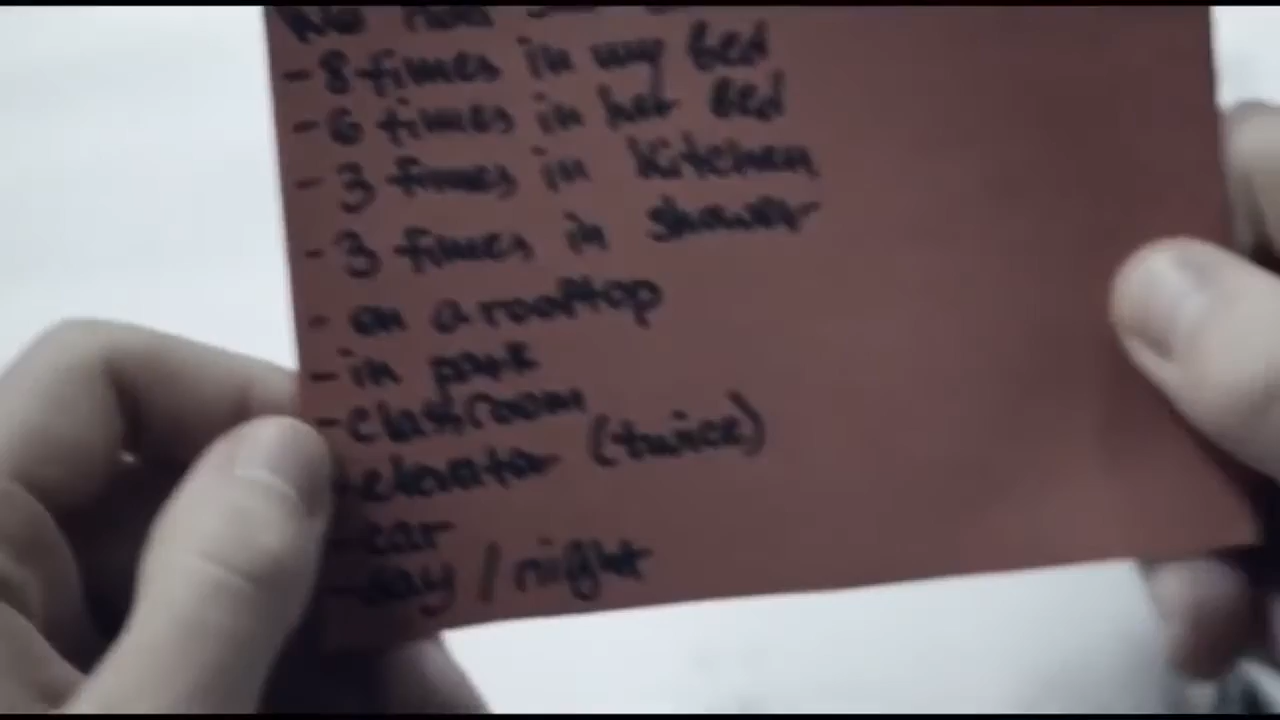 - 8 times in my bed
- 6 times in her bed
- 3 times in kitchen
- 3 times in shower
- on a rooftop
- in park
- classroom
- elevator (twice)
- car
- day / night